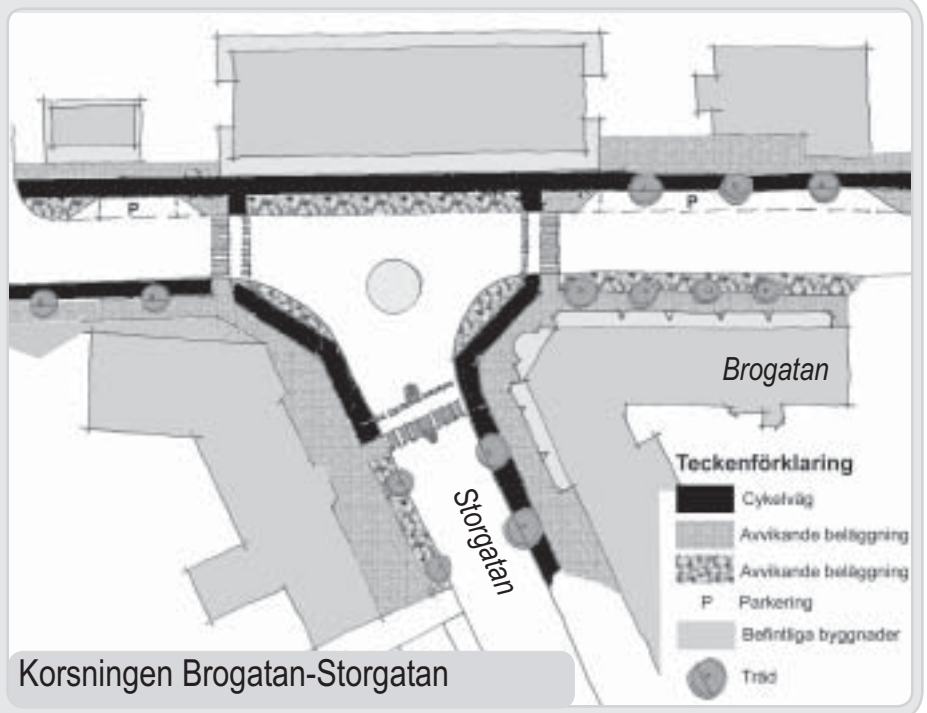 P
P
Brogatan
Storgatan
Teckenförklaring
Cykelväg
Avvikande beläggning
Avvikande beläggning
P Parkering
Befintliga byggnader
Träd
Korsningen Brogatan-Storgatan